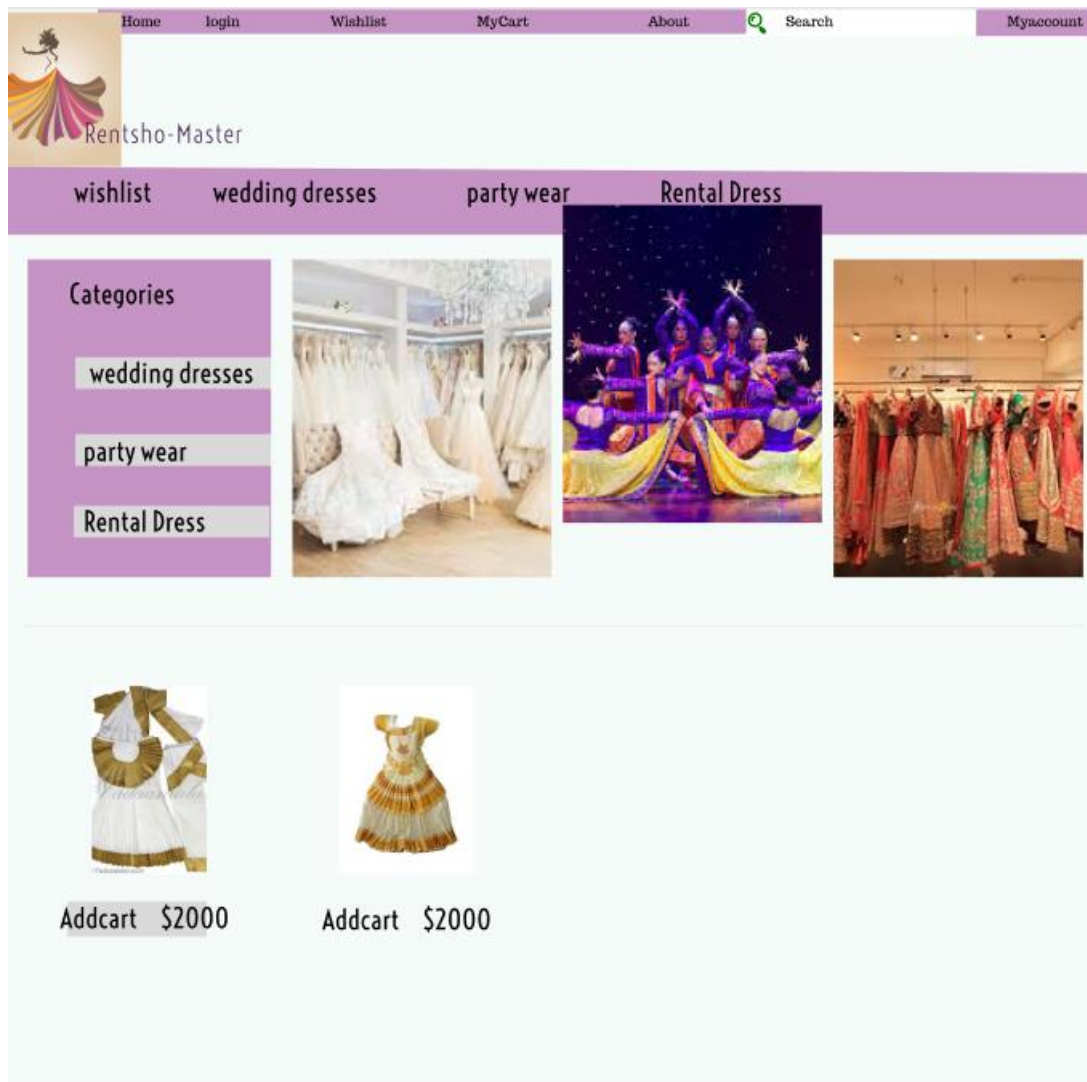 Home login Wishlist MyCart About Search Myaccount
Rentsho-Master
wishlist wedding dresses party wear Rental Dress
Categories
wedding dresses
party wear
Rental Dress
Addcart $2000 Addcart $2000